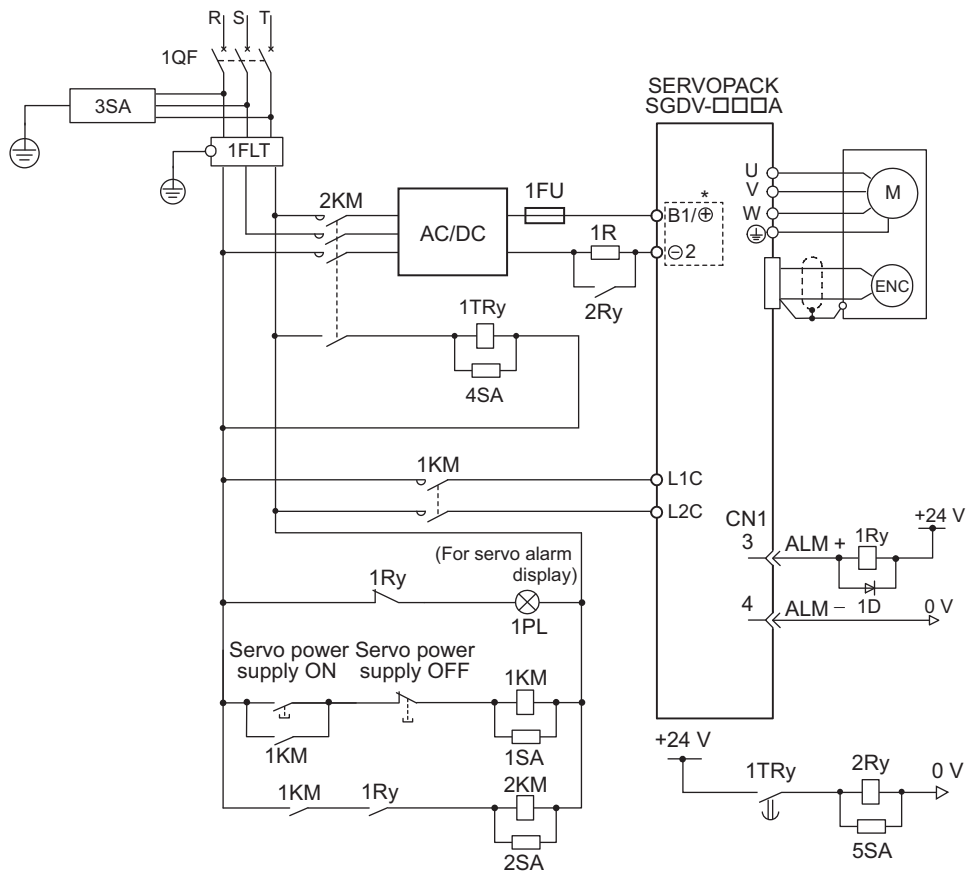 R S T
1QF
3SA
1FLT
SERVOPACK
SGDV-□□□A
2KM
AC/DC
1FU
*
B1/⊕
1R
⊖2
2Ry
U
V
W
M
ENC
1TRy
4SA
1KM
L1C
L2C
CN1
3
ALM +
1Ry
+24 V
1D
4
ALM –
0 V
(For servo alarm
display)
1Ry
1PL
Servo power
supply ON
Servo power
supply OFF
1KM
1KM
1SA
1KM
1Ry
2KM
2SA
+24 V
1TRy
2Ry
0 V
5SA